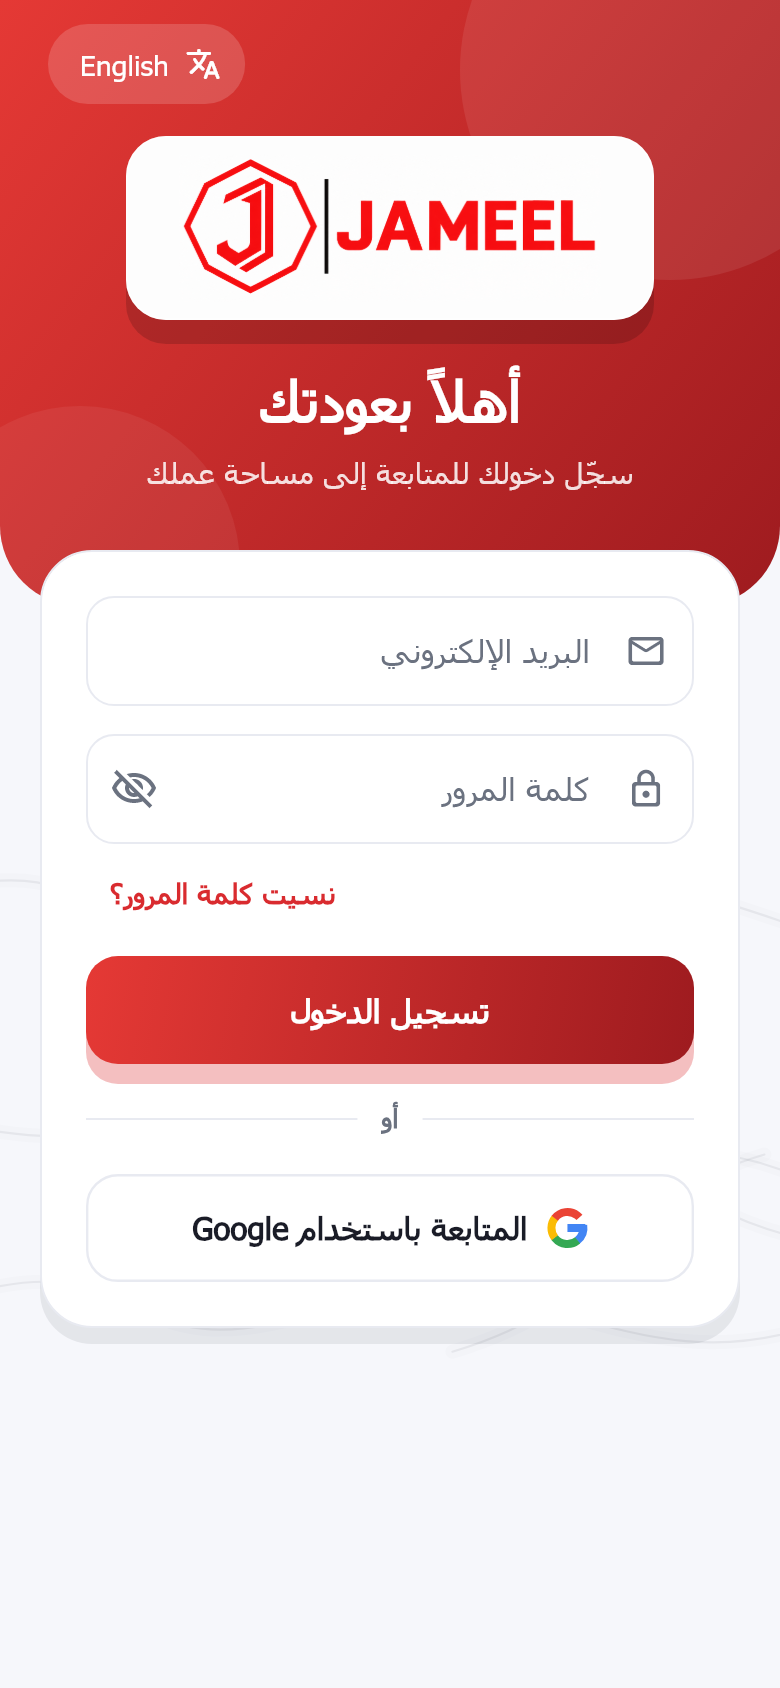 English
JAMEEL
أهلاً بعودتك
سجّل دخولك للمتابعة إلى مساحة عملك
البريد الإلكتروني
كلمة المرور
نسيت كلمة المرور؟
تسجيل الدخول
أو
المتابعة باستخدام Google